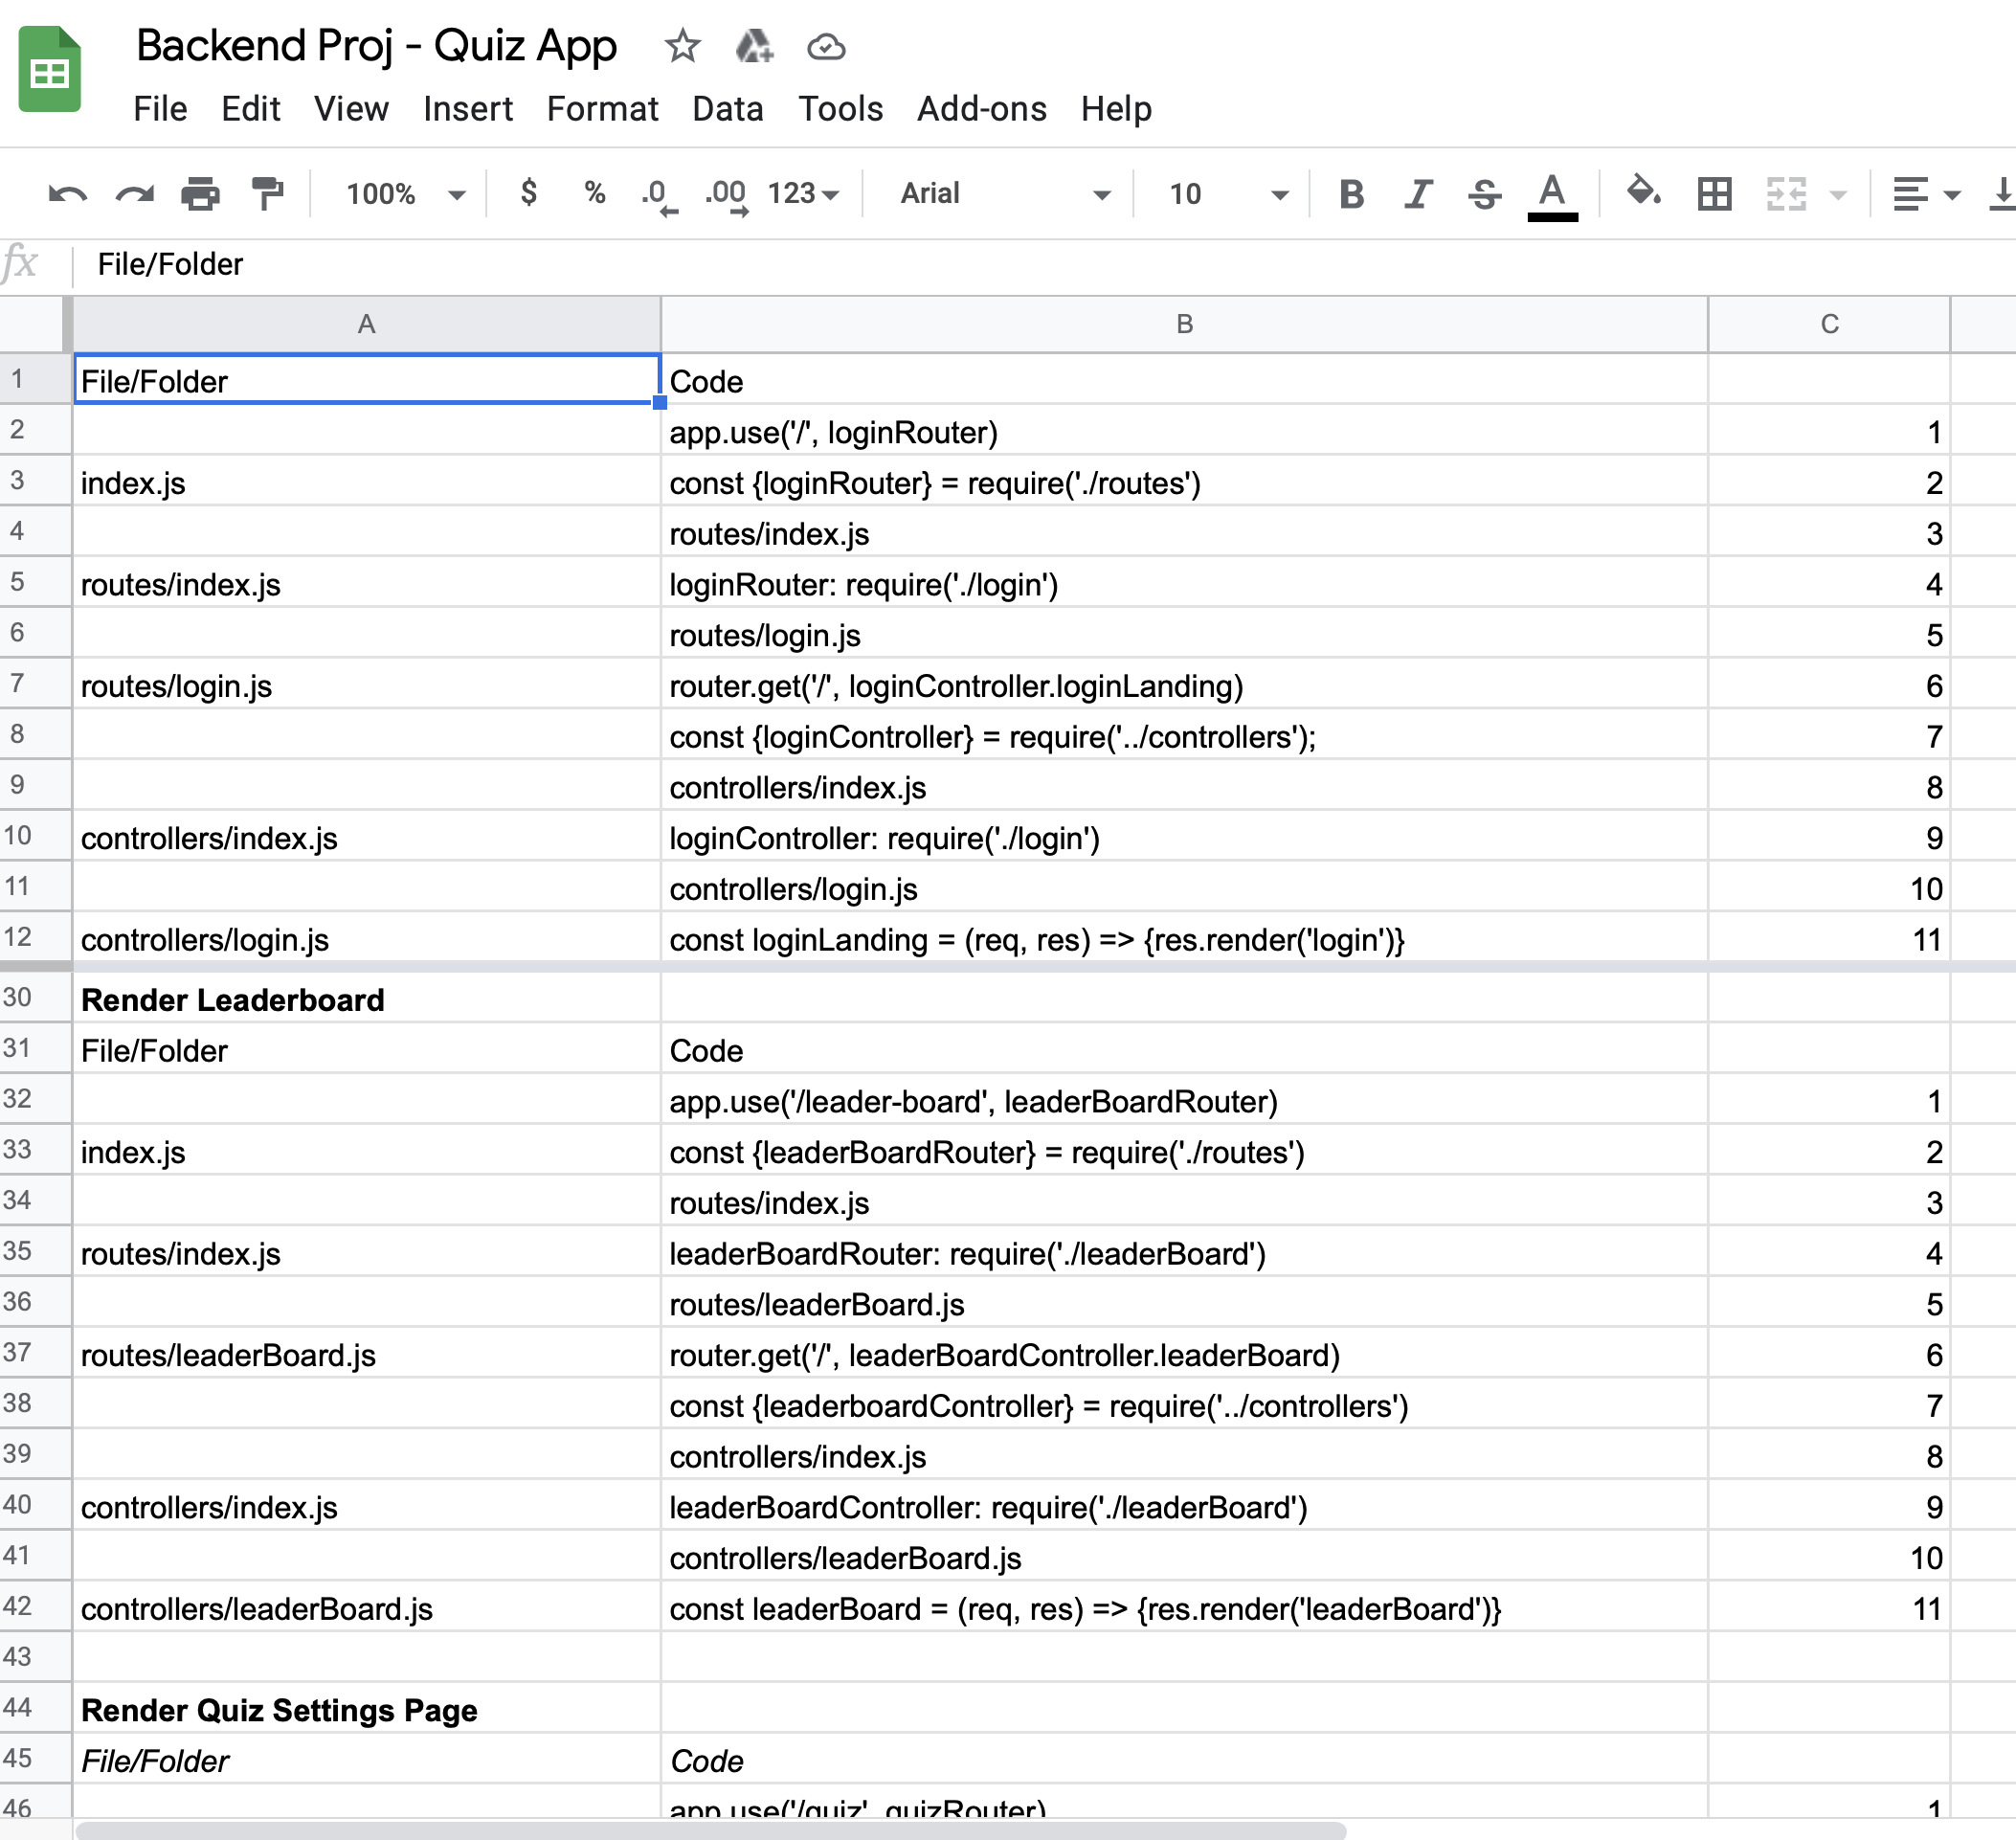 Backend Proj - Quiz App
File Edit View Insert Format Data Tools Add-ons Help
100% $ % .0 .00 123 Arial 10 B I S A
fx File/Folder
A B C
1 File/Folder Code
2 app.use('/', loginRouter) 1
3 index.js const {loginRouter} = require('./routes') 2
4 routes/index.js 3
5 routes/index.js loginRouter: require('./login') 4
6 routes/login.js 5
7 routes/login.js router.get('/', loginController.loginLanding) 6
8 const {loginController} = require('../controllers'); 7
9 controllers/index.js 8
10 controllers/index.js loginController: require('./login') 9
11 controllers/login.js 10
12 controllers/login.js const loginLanding = (req, res) => {res.render('login')} 11
30 Render Leaderboard
31 File/Folder Code
32 app.use('/leader-board', leaderBoardRouter) 1
33 index.js const {leaderBoardRouter} = require('./routes') 2
34 routes/index.js 3
35 routes/index.js leaderBoardRouter: require('./leaderBoard') 4
36 routes/leaderBoard.js 5
37 routes/leaderBoard.js router.get('/', leaderBoardController.leaderBoard) 6
38 const {leaderboardController} = require('../controllers') 7
39 controllers/index.js 8
40 controllers/index.js leaderBoardController: require('./leaderBoard') 9
41 controllers/leaderBoard.js 10
42 controllers/leaderBoard.js const leaderBoard = (req, res) => {res.render('leaderBoard')} 11
43
44 Render Quiz Settings Page
45 File/Folder Code
46 app.use('/quiz', quizRouter) 1